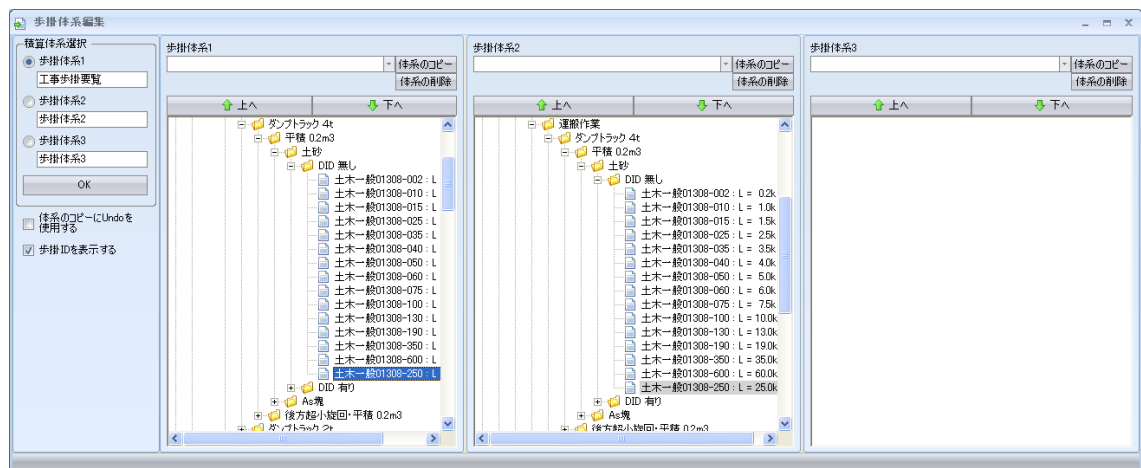 歩掛体系編集
積算体系選択
歩掛体系1
工事歩掛要覧
歩掛体系2
歩掛体系2
歩掛体系3
歩掛体系3
OK
体系のコピーにUndoを
使用する
歩掛IDを表示する
歩掛体系1
体系のコピー
体系の削除
上へ
下へ
ダンプトラック 4t
平積 0.2m3
土砂
DID 無し
土木一般01308-002 : L
土木一般01308-010 : L
土木一般01308-015 : L
土木一般01308-025 : L
土木一般01308-035 : L
土木一般01308-040 : L
土木一般01308-050 : L
土木一般01308-060 : L
土木一般01308-075 : L
土木一般01308-100 : L
土木一般01308-130 : L
土木一般01308-190 : L
土木一般01308-350 : L
土木一般01308-600 : L
土木一般01308-250 : L
DID 有り
As塊
後方超小旋回・平積 0.2m3
ダンプトラック 2t
歩掛体系2
体系のコピー
体系の削除
上へ
下へ
運搬作業
ダンプトラック 4t
平積 0.2m3
土砂
DID 無し
土木一般01308-002 : L = 0.2k
土木一般01308-010 : L = 1.0k
土木一般01308-015 : L = 1.5k
土木一般01308-025 : L = 2.5k
土木一般01308-035 : L = 3.5k
土木一般01308-040 : L = 4.0k
土木一般01308-050 : L = 5.0k
土木一般01308-060 : L = 6.0k
土木一般01308-075 : L = 7.5k
土木一般01308-100 : L = 10.0k
土木一般01308-130 : L = 13.0k
土木一般01308-190 : L = 19.0k
土木一般01308-350 : L = 35.0k
土木一般01308-600 : L = 60.0k
土木一般01308-250 : L = 25.0k
DID 有り
As塊
後方超小旋回・平積 0.2m3
歩掛体系3
体系のコピー
体系の削除
上へ
下へ